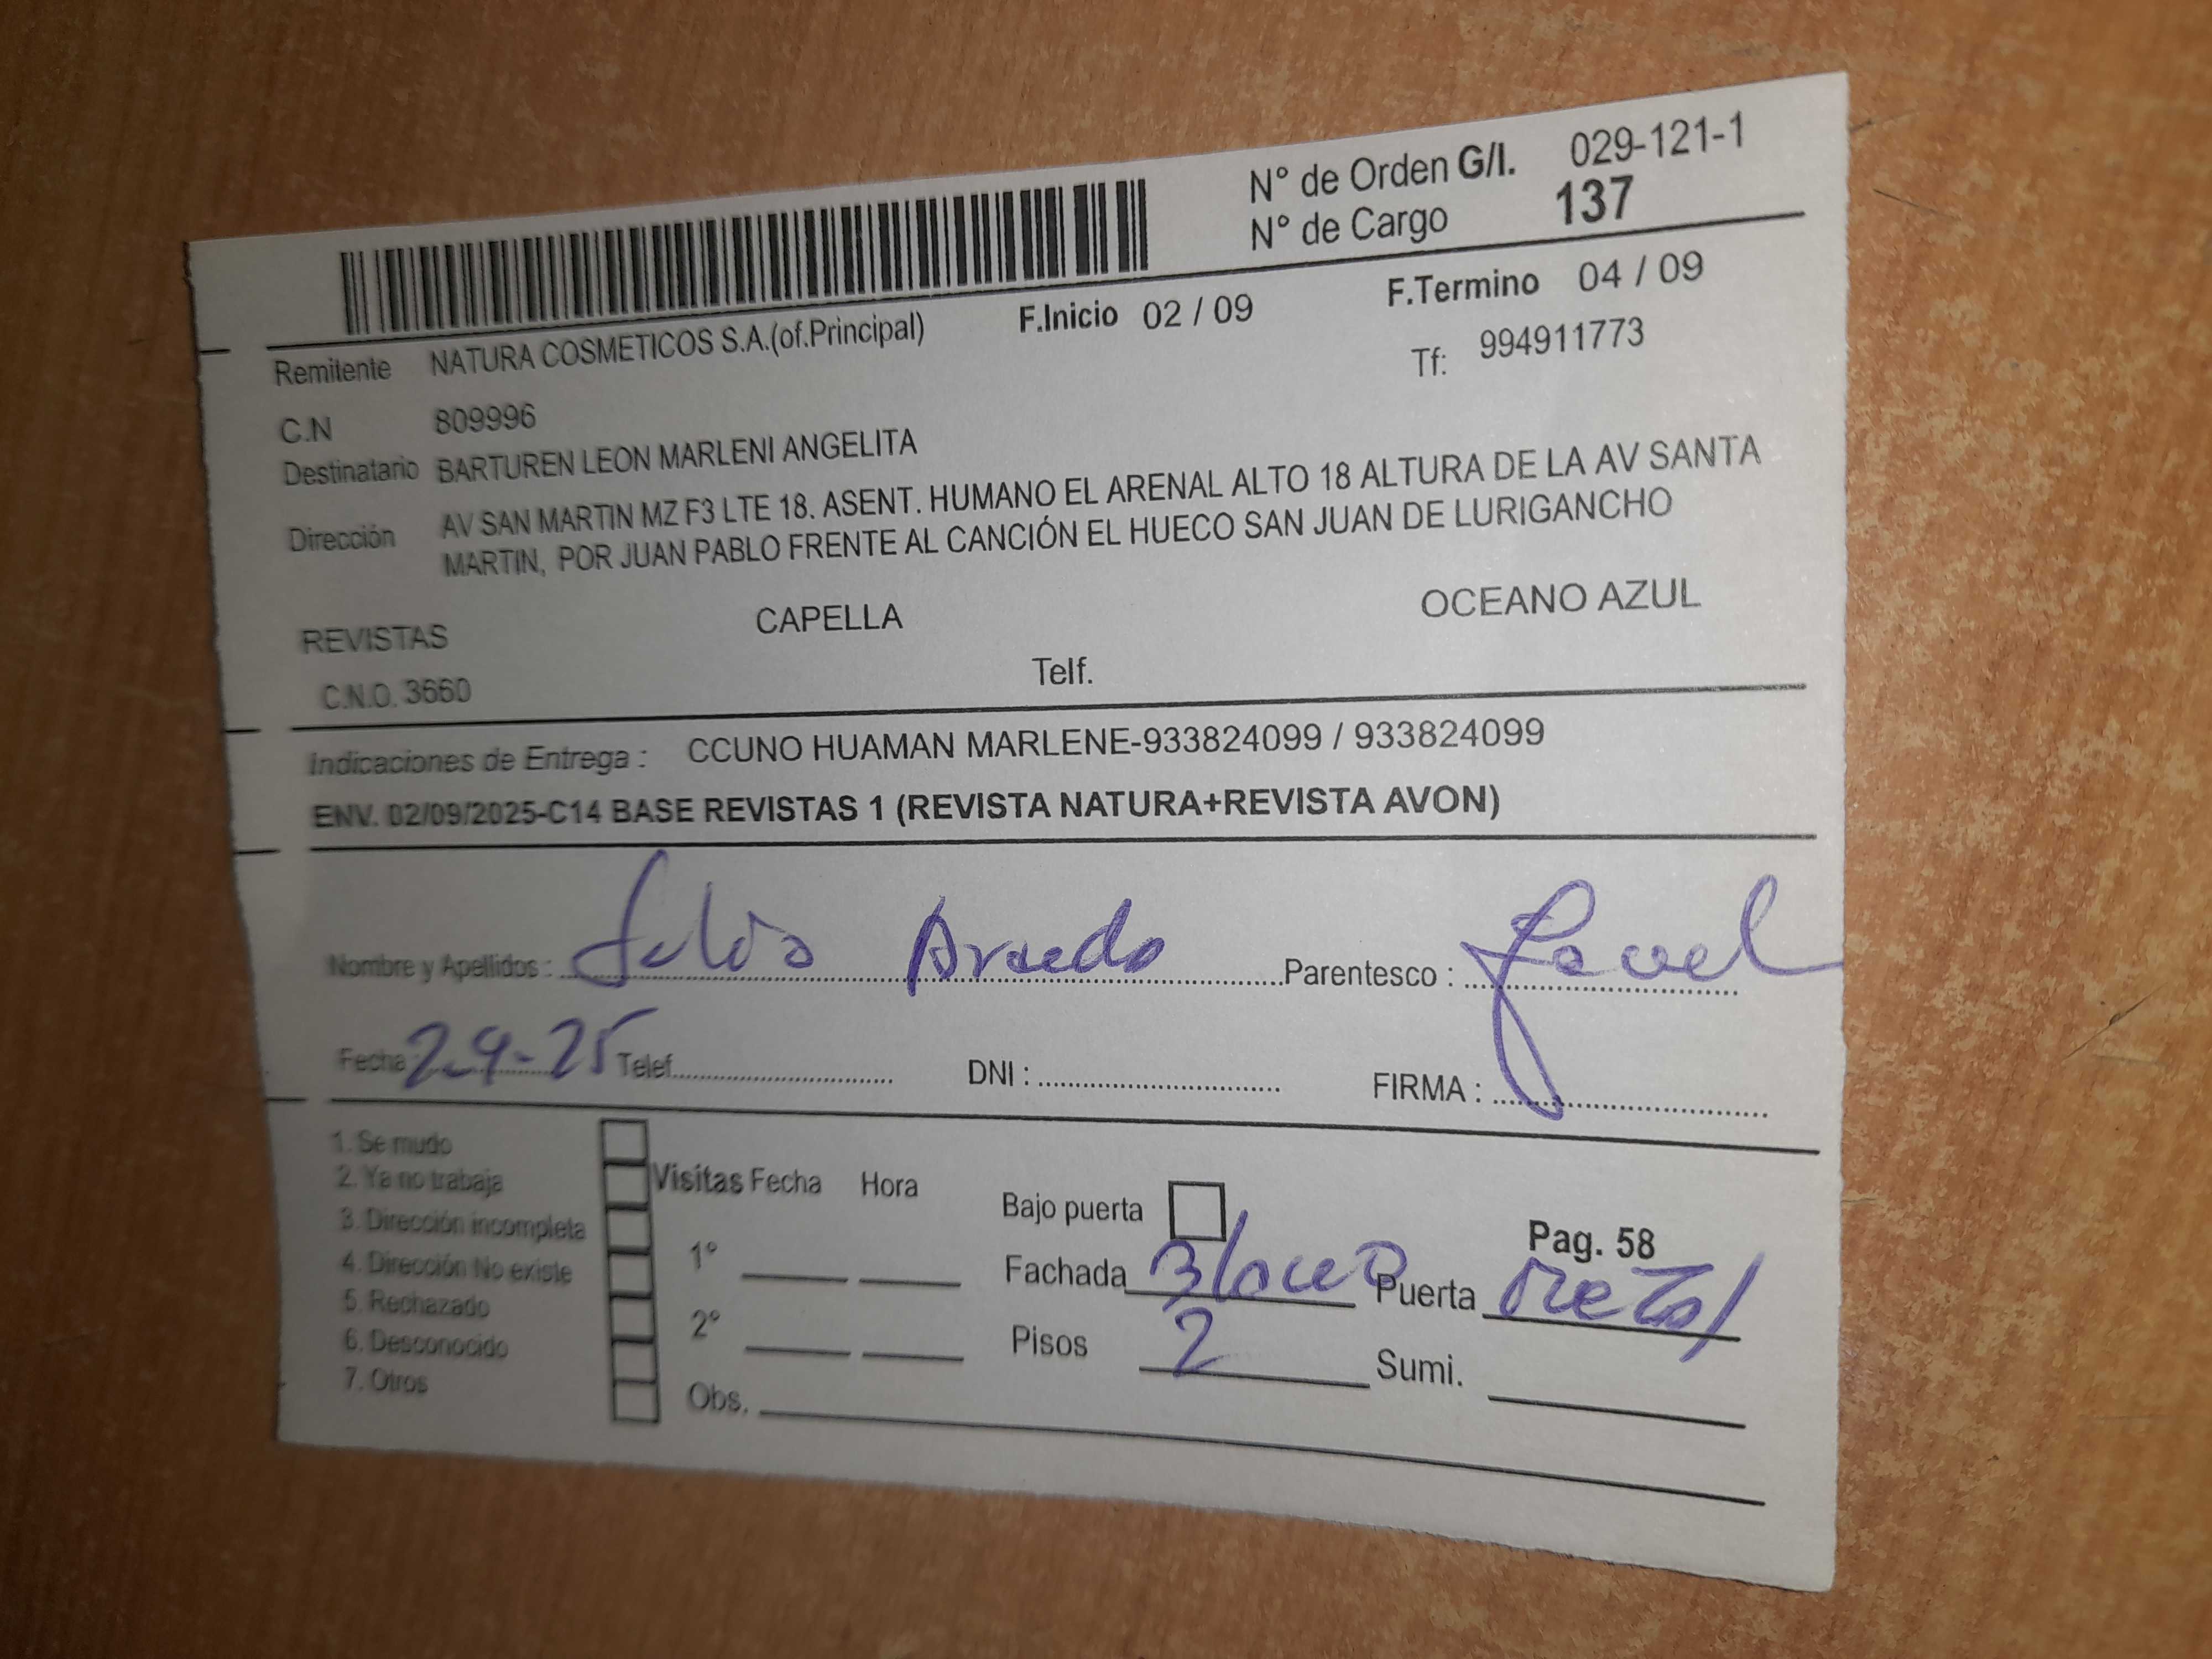 N° de Orden G/I. 029-121-1
N° de Cargo 137
F.Inicio 02 / 09 F.Termino 04 / 09
Remitente NATURA COSMETICOS S.A.(of.Principal) Tf: 994911773
C.N 809996
Destinatario BARTUREN LEON MARLENI ANGELITA
Dirección AV SAN MARTIN MZ F3 LTE 18. ASENT. HUMANO EL ARENAL ALTO 18 ALTURA DE LA AV SANTA
MARTIN, POR JUAN PABLO FRENTE AL CANCIÓN EL HUECO SAN JUAN DE LURIGANCHO
REVISTAS CAPELLA OCEANO AZUL
C.N.O. 3660 Telf.
Indicaciones de Entrega : CCUNO HUAMAN MARLENE-933824099 / 933824099
ENV. 02/09/2025-C14 BASE REVISTAS 1 (REVISTA NATURA+REVISTA AVON)
Nombre y Apellidos : Parentesco :
Fecha 2-9-25 Telef. DNI : FIRMA :
1. Se mudo
2. Ya no trabaja
3. Dirección incompleta
4. Dirección No existe
5. Rechazado
6. Desconocido
7. Otros
Visitas Fecha Hora
1°
2°
Obs.
Bajo puerta Pag. 58
Fachada Puerta metal
Pisos 2 Sumi.